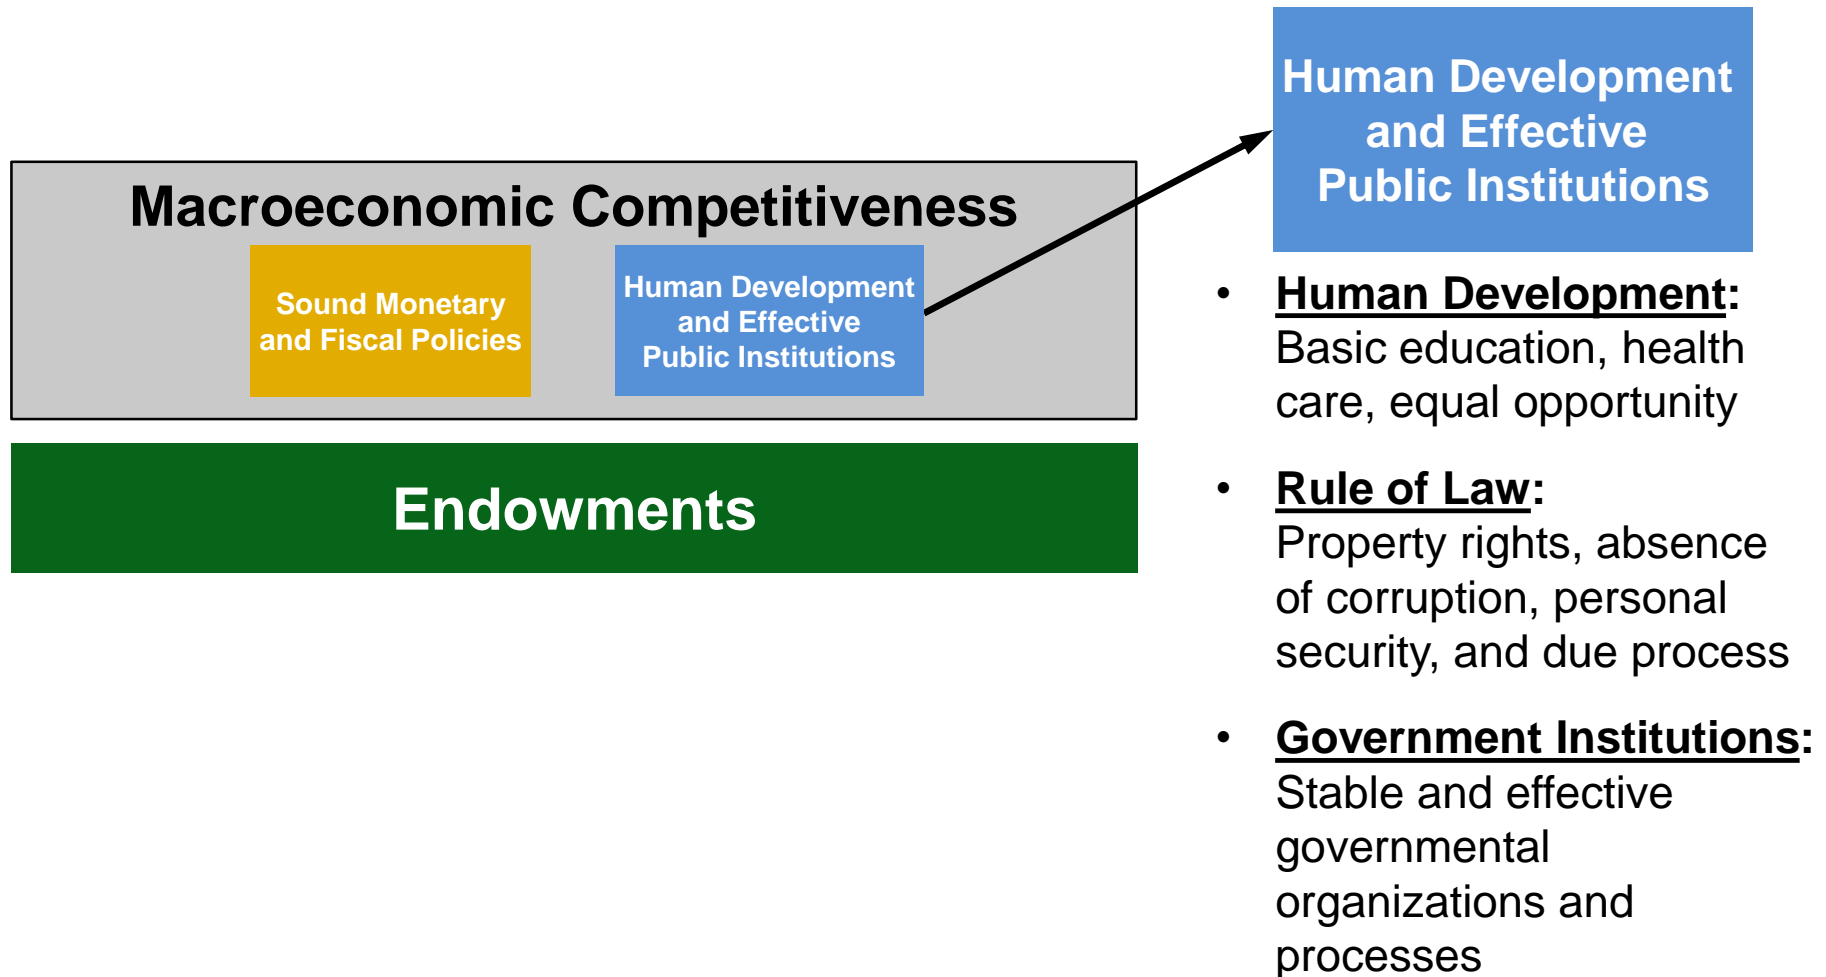 Macroeconomic Competitiveness
Sound Monetary
and Fiscal Policies
Human Development
and Effective
Public Institutions
Endowments
Human Development
and Effective
Public Institutions
• Human Development:
Basic education, health
care, equal opportunity
• Rule of Law:
Property rights, absence
of corruption, personal
security, and due process
• Government Institutions:
Stable and effective
governmental
organizations and
processes